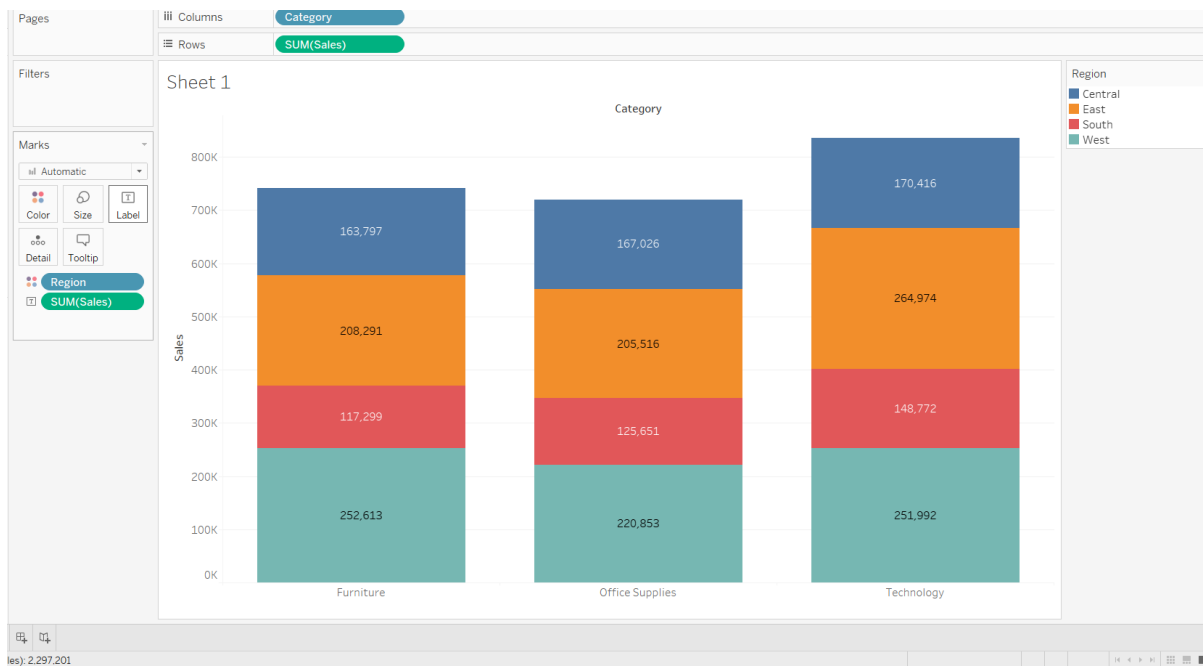 Pages
Columns
Category
Rows
SUM(Sales)
Filters
Marks
Automatic
Color Size Label
Detail Tooltip
Region
SUM(Sales)
Sheet 1
Category
Sales
800K
700K
600K
500K
400K
300K
200K
100K
0K
163,797
208,291
117,299
252,613
167,026
205,516
125,651
220,853
170,416
264,974
148,772
251,992
Furniture Office Supplies Technology
Region
Central
East
South
West
les): 2,297,201